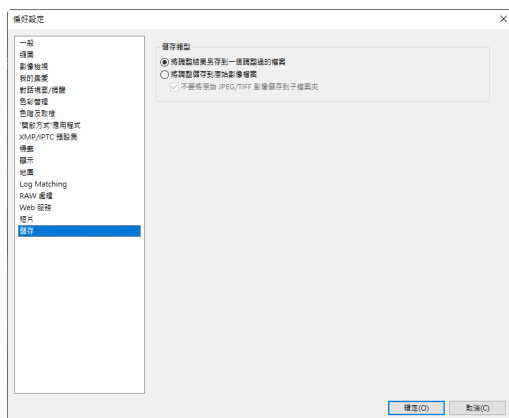 偏好設定
一般
縮圖
影像檢視
我的最愛
對話視窗/提醒
色彩管理
色階及取樣
'開啟方式'應用程式
XMP/IPTC 預設集
標籤
顯示
地圖
Log Matching
RAW 處理
Web 服務
短片
儲存
儲存類型
將調整結果另存到一個調整過的檔案
將調整儲存到原始影像檔案
不要將原始 JPEG/TIFF 影像儲存到子檔案夾
確定(O)
取消(C)